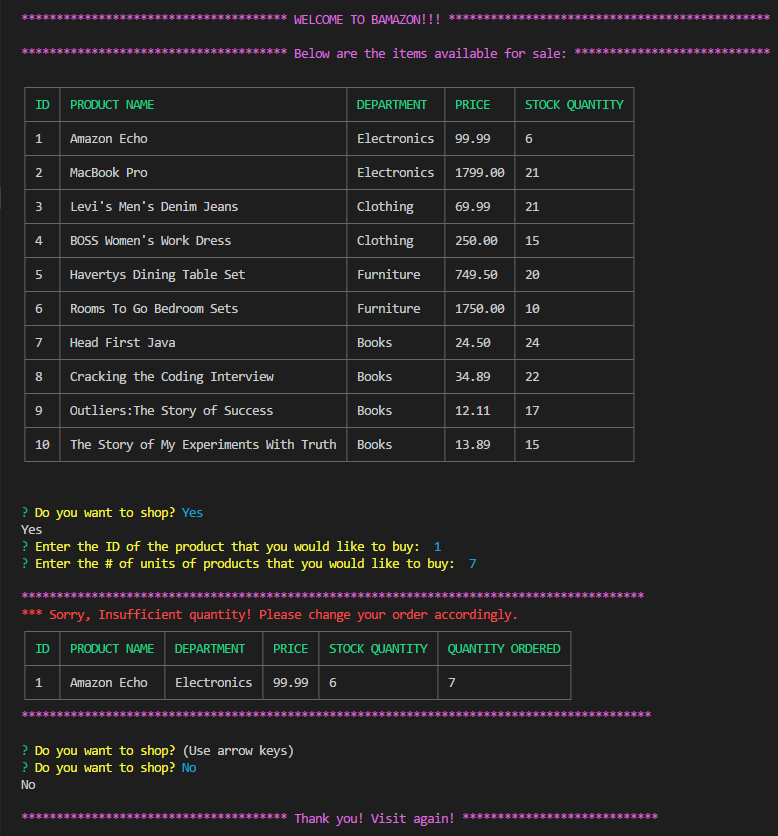 ************************************** WELCOME TO BAMAZON!!! **********************************************
************************************** Below are the items available for sale: ****************************
ID PRODUCT NAME DEPARTMENT PRICE STOCK QUANTITY
1 Amazon Echo Electronics 99.99 6
2 MacBook Pro Electronics 1799.00 21
3 Levi's Men's Denim Jeans Clothing 69.99 21
4 BOSS Women's Work Dress Clothing 250.00 15
5 Havertys Dining Table Set Furniture 749.50 20
6 Rooms To Go Bedroom Sets Furniture 1750.00 10
7 Head First Java Books 24.50 24
8 Cracking the Coding Interview Books 34.89 22
9 Outliers:The Story of Success Books 12.11 17
10 The Story of My Experiments With Truth Books 13.89 15
? Do you want to shop? Yes
Yes
? Enter the ID of the product that you would like to buy: 1
? Enter the # of units of products that you would like to buy: 7
*****************************************************************************************
*** Sorry, Insufficient quantity! Please change your order accordingly.
ID PRODUCT NAME DEPARTMENT PRICE STOCK QUANTITY QUANTITY ORDERED
1 Amazon Echo Electronics 99.99 6 7
******************************************************************************************
? Do you want to shop? (Use arrow keys)
? Do you want to shop? No
No
************************************** Thank you! Visit again! ****************************